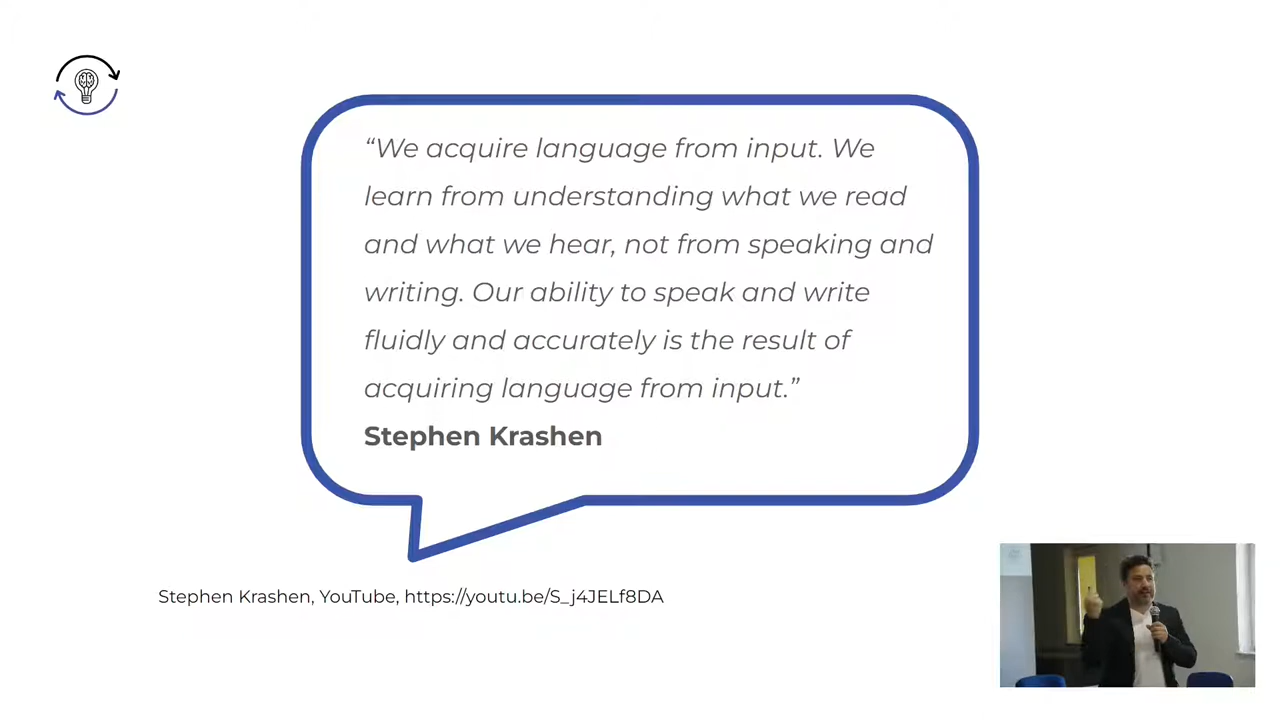 “We acquire language from input. We
learn from understanding what we read
and what we hear, not from speaking and
writing. Our ability to speak and write
fluidly and accurately is the result of
acquiring language from input.”
Stephen Krashen
Stephen Krashen, YouTube, https://youtu.be/S_j4JELf8DA